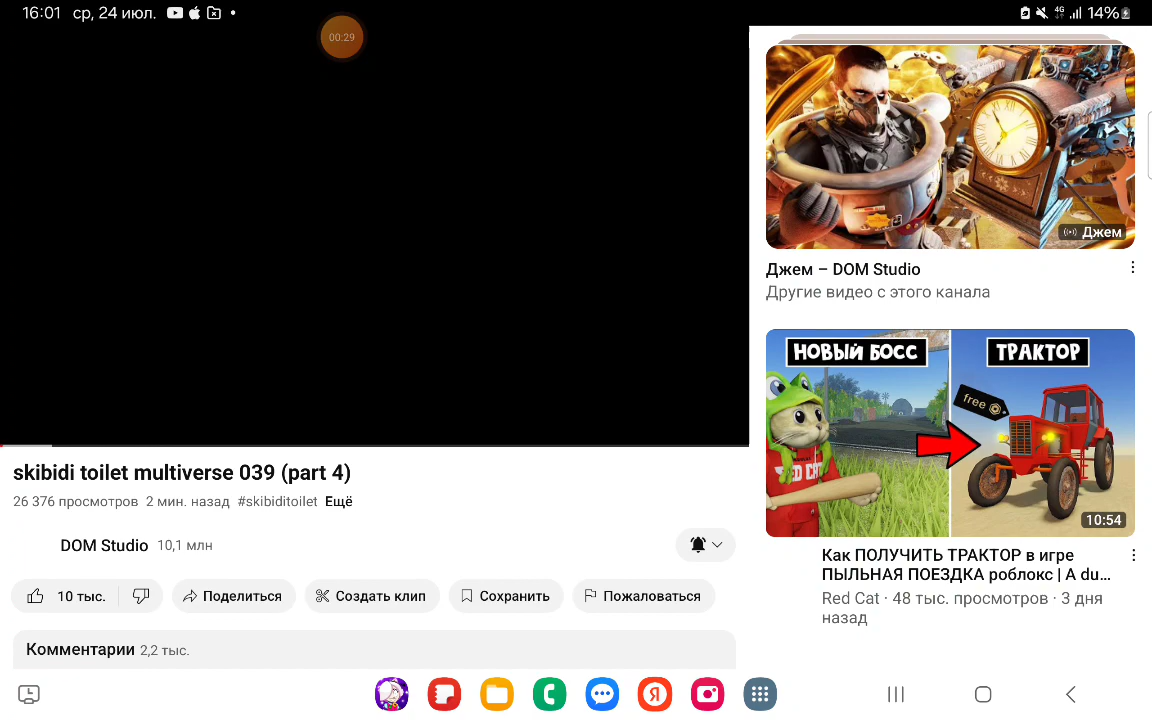 16:01 ср, 24 июл.
4G 14%
00:29
skibidi toilet multiverse 039 (part 4)
26 376 просмотров 2 мин. назад #skibiditoilet Ещё
DOM Studio 10,1 млн
10 тыс. Поделиться Создать клип Сохранить Пожаловаться
Комментарии 2,2 тыс.
Джем
Джем – DOM Studio
Другие видео с этого канала
НОВЫЙ БОСС
ТРАКТОР
free
RED CAT
10:54
Как ПОЛУЧИТЬ ТРАКТОР в игре
ПЫЛЬНАЯ ПОЕЗДКА роблокс | A du...
Red Cat · 48 тыс. просмотров · 3 дня
назад
Я